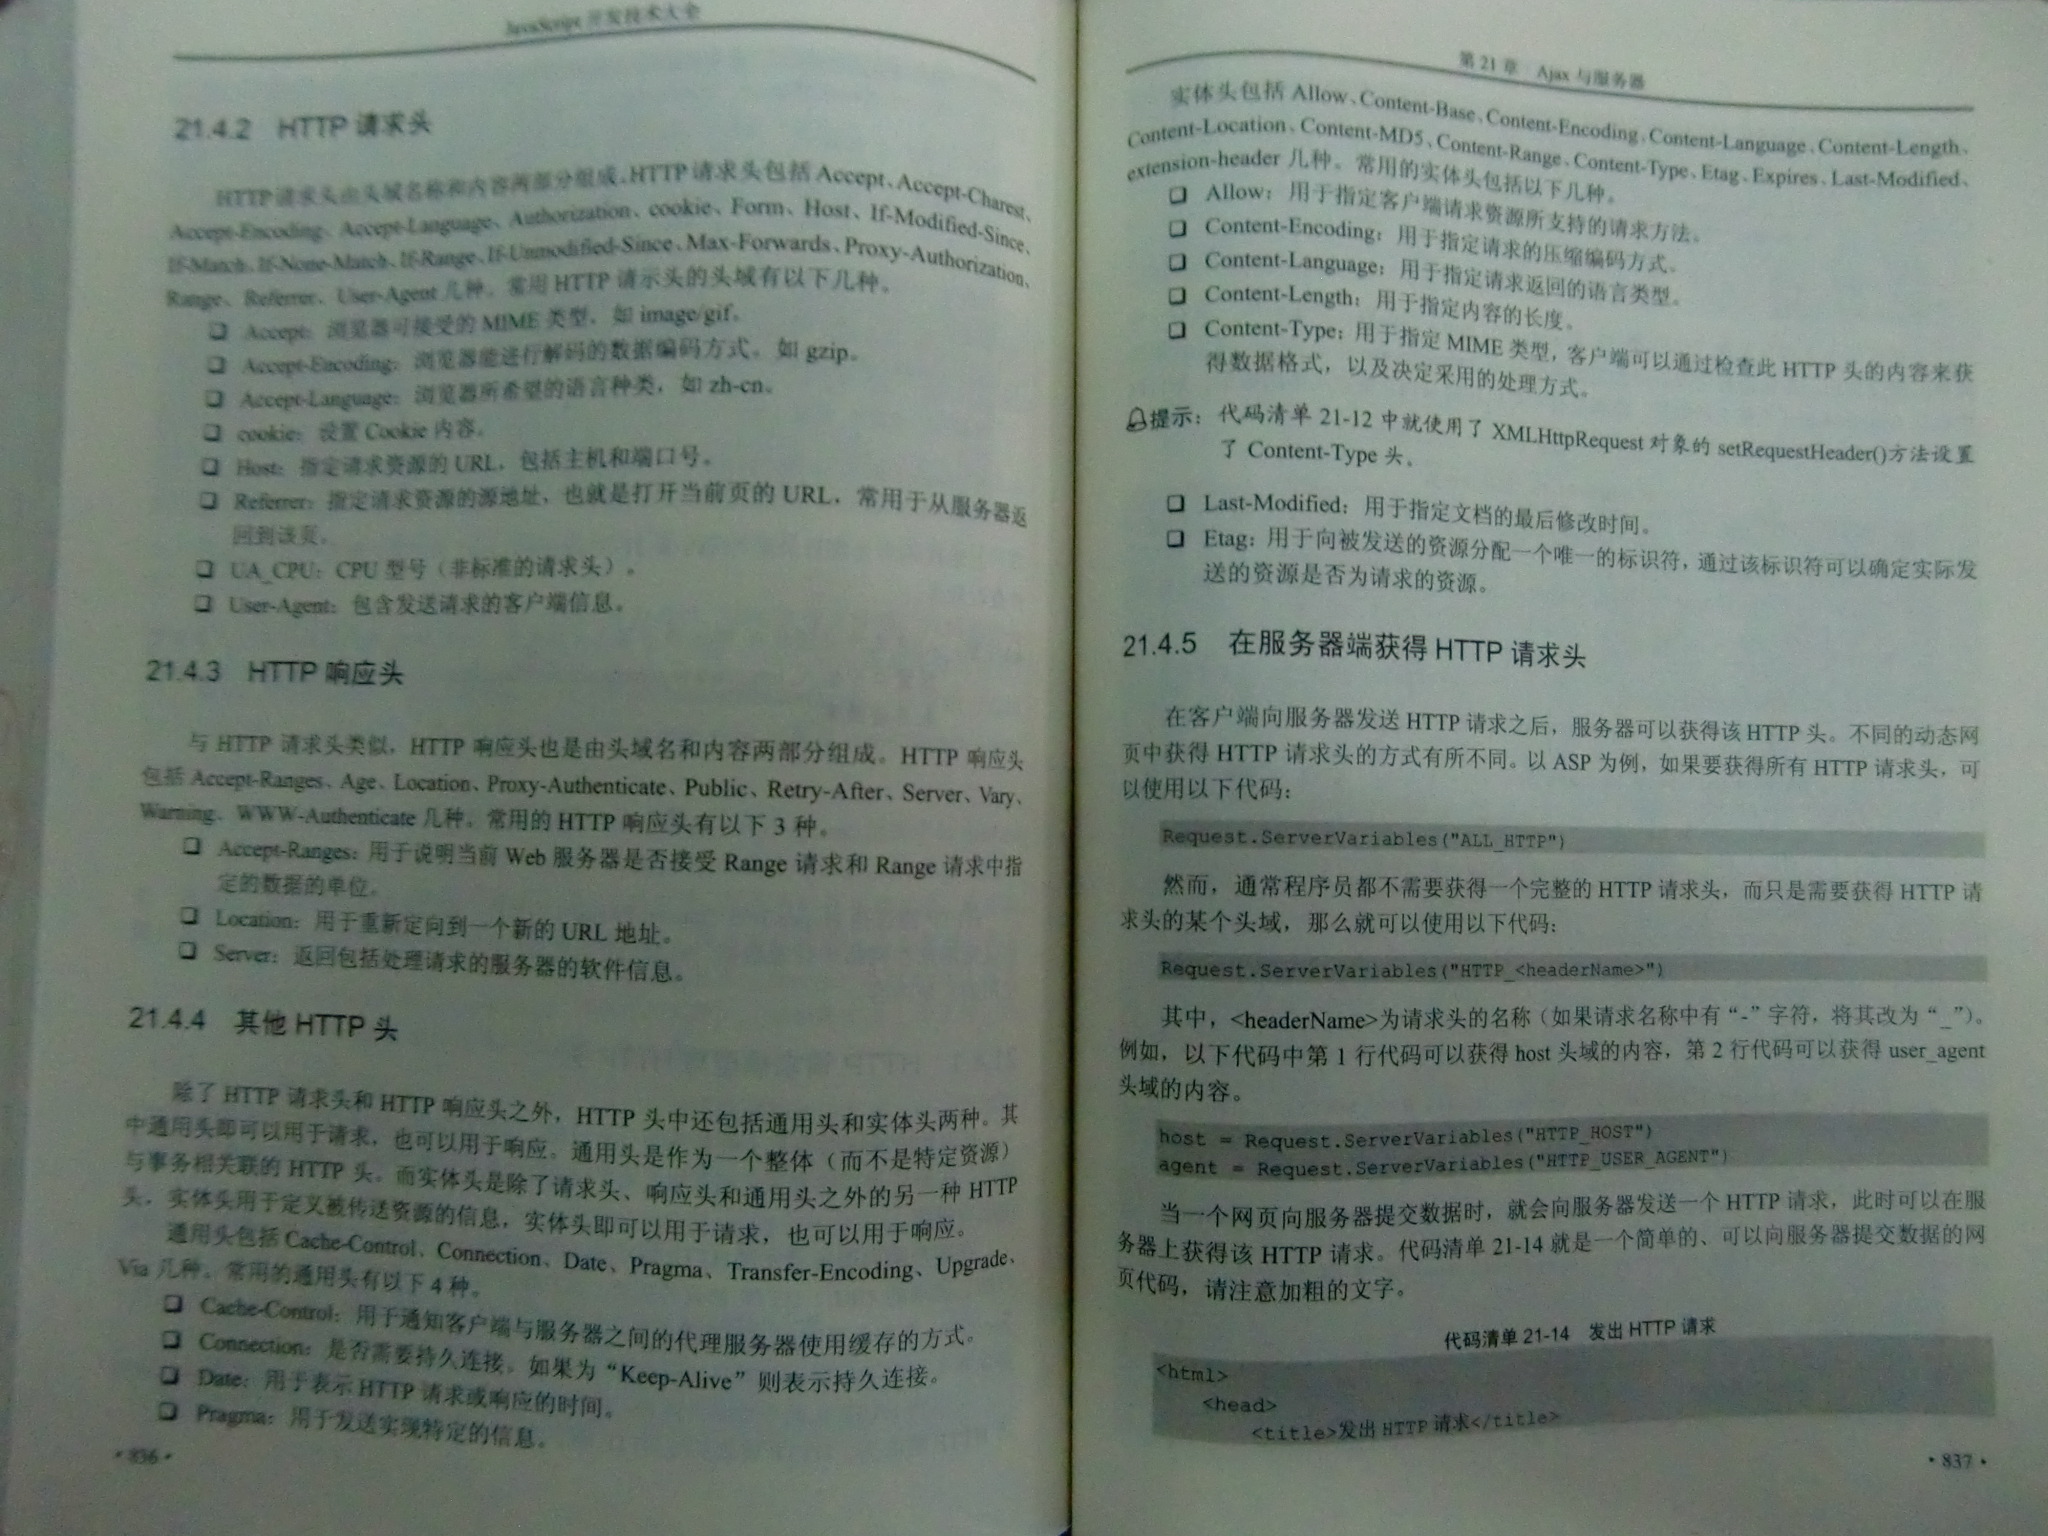 JavaScript 开发技术大全
21.4.2 HTTP 请求头
HTTP 请求头由头域名称和内容两部分组成。HTTP 请求头包括 Accept、Accept-Charest、
Accept-Encoding、Accept-Language、Authorization、cookie、Form、Host、If-Modified-Since、
If-Match、If-None-Match、If-Range、If-Unmodified-Since、Max-Forwards、Proxy-Authorization、
Range、Referrer、User-Agent 几种。常用 HTTP 请示头的头域有以下几种。
❑ Accept：浏览器可接受的 MIME 类型，如 image/gif。
❑ Accept-Encoding：浏览器能进行解码的数据编码方式。如 gzip。
❑ Accept-Language：浏览器所希望的语言种类，如 zh-cn。
❑ cookie：设置 Cookie 内容。
❑ Host：指定请求资源的 URL，包括主机和端口号。
❑ Referrer：指定请求资源的源地址，也就是打开当前页的 URL，常用于从服务器返
回到该页。
❑ UA_CPU：CPU 型号（非标准的请求头）。
❑ User-Agent：包含发送请求的客户端信息。
21.4.3 HTTP 响应头
与 HTTP 请求头类似，HTTP 响应头也是由头域名和内容两部分组成。HTTP 响应头
包括 Accept-Ranges、Age、Location、Proxy-Authenticate、Public、Retry-After、Server、Vary、
Warning、WWW-Authenticate 几种。常用的 HTTP 响应头有以下 3 种。
❑ Accept-Ranges：用于说明当前 Web 服务器是否接受 Range 请求和 Range 请求中指
定的数据的单位。
❑ Location：用于重新定向到一个新的 URL 地址。
❑ Server：返回包括处理请求的服务器的软件信息。
21.4.4 其他 HTTP 头
除了 HTTP 请求头和 HTTP 响应头之外，HTTP 头中还包括通用头和实体头两种。其
中通用头即可以用于请求，也可以用于响应。通用头是作为一个整体（而不是特定资源）
与事务相关联的 HTTP 头。而实体头是除了请求头、响应头和通用头之外的另一种 HTTP
头，实体头用于定义被传送资源的信息，实体头即可以用于请求，也可以用于响应。
通用头包括 Cache-Control、Connection、Date、Pragma、Transfer-Encoding、Upgrade、
Via 几种。常用的通用头有以下 4 种。
❑ Cache-Control：用于通知客户端与服务器之间的代理服务器使用缓存的方式。
❑ Connection：是否需要持久连接。如果为“Keep-Alive”则表示持久连接。
❑ Date：用于表示 HTTP 请求或响应的时间。
❑ Pragma：用于发送实现特定的信息。
·836·
第 21 章 Ajax 与服务器
实体头包括 Allow、Content-Base、Content-Encoding、Content-Language、Content-Length、
Content-Location、Content-MD5、Content-Range、Content-Type、Etag、Expires、Last-Modified、
extension-header 几种。常用的实体头包括以下几种。
❑ Allow：用于指定客户端请求资源所支持的请求方法。
❑ Content-Encoding：用于指定请求的压缩编码方式。
❑ Content-Language：用于指定请求返回的语言类型。
❑ Content-Length：用于指定内容的长度。
❑ Content-Type：用于指定 MIME 类型，客户端可以通过检查此 HTTP 头的内容来获
得数据格式，以及决定采用的处理方式。
提示：代码清单 21-12 中就使用了 XMLHttpRequest 对象的 setRequestHeader()方法设置
了 Content-Type 头。
❑ Last-Modified：用于指定文档的最后修改时间。
❑ Etag：用于向被发送的资源分配一个唯一的标识符，通过该标识符可以确定实际发
送的资源是否为请求的资源。
21.4.5 在服务器端获得 HTTP 请求头
在客户端向服务器发送 HTTP 请求之后，服务器可以获得该 HTTP 头。不同的动态网
页中获得 HTTP 请求头的方式有所不同。以 ASP 为例，如果要获得所有 HTTP 请求头，可
以使用以下代码：
Request.ServerVariables("ALL_HTTP")
然而，通常程序员都不需要获得一个完整的 HTTP 请求头，而只是需要获得 HTTP 请
求头的某个头域，那么就可以使用以下代码：
Request.ServerVariables("HTTP_<headerName>")
其中，<headerName>为请求头的名称（如果请求名称中有“-”字符，将其改为“_”）。
例如，以下代码中第 1 行代码可以获得 host 头域的内容，第 2 行代码可以获得 user_agent
头域的内容。
host = Request.ServerVariables("HTTP_HOST")
agent = Request.ServerVariables("HTTP_USER_AGENT")
当一个网页向服务器提交数据时，就会向服务器发送一个 HTTP 请求，此时可以在服
务器上获得该 HTTP 请求。代码清单 21-14 就是一个简单的、可以向服务器提交数据的网
页代码，请注意加粗的文字。
代码清单 21-14 发出 HTTP 请求
<html>
<head>
<title>发出 HTTP 请求</title>
·837·